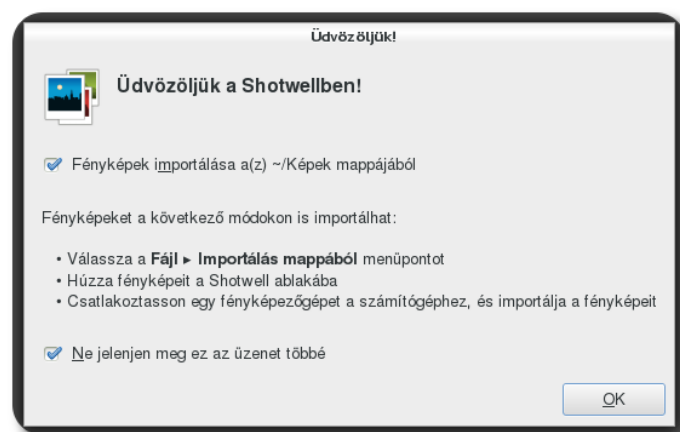 Üdvözöljük!
Üdvözöljük a Shotwellben!
Fényképek importálása a(z) ~/Képek mappájából
Fényképeket a következő módokon is importálhat:
• Válassza a Fájl ▸ Importálás mappából menüpontot
• Húzza fényképeit a Shotwell ablakába
• Csatlakoztasson egy fényképezőgépet a számítógéphez, és importálja a fényképeit
Ne jelenjen meg ez az üzenet többé
OK